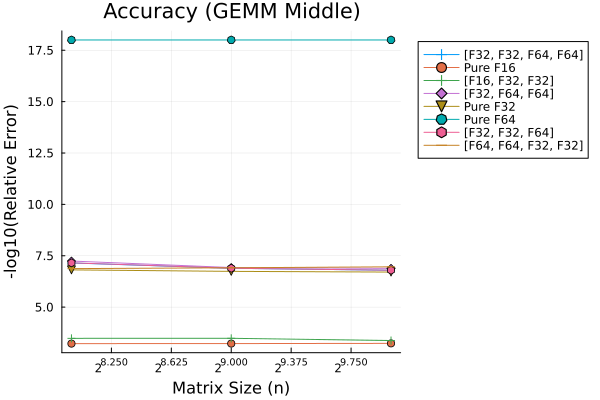 Accuracy (GEMM Middle)
-log10(Relative Error)
17.5
15.0
12.5
10.0
7.5
5.0
2^8.250 2^8.625 2^9.000 2^9.375 2^9.750
Matrix Size (n)
[F32, F32, F64, F64]
Pure F16
[F16, F32, F32]
[F32, F64, F64]
Pure F32
Pure F64
[F32, F32, F64]
[F64, F64, F32, F32]